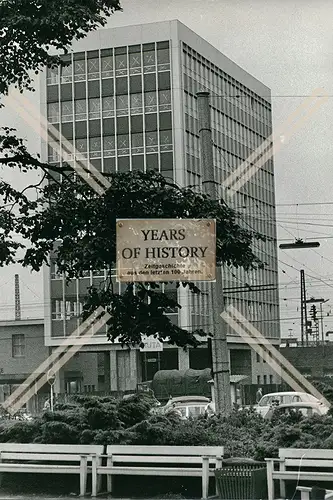 YEARS
OF HISTORY
Zeitgeschichte
aus den letzten 100 Jahren